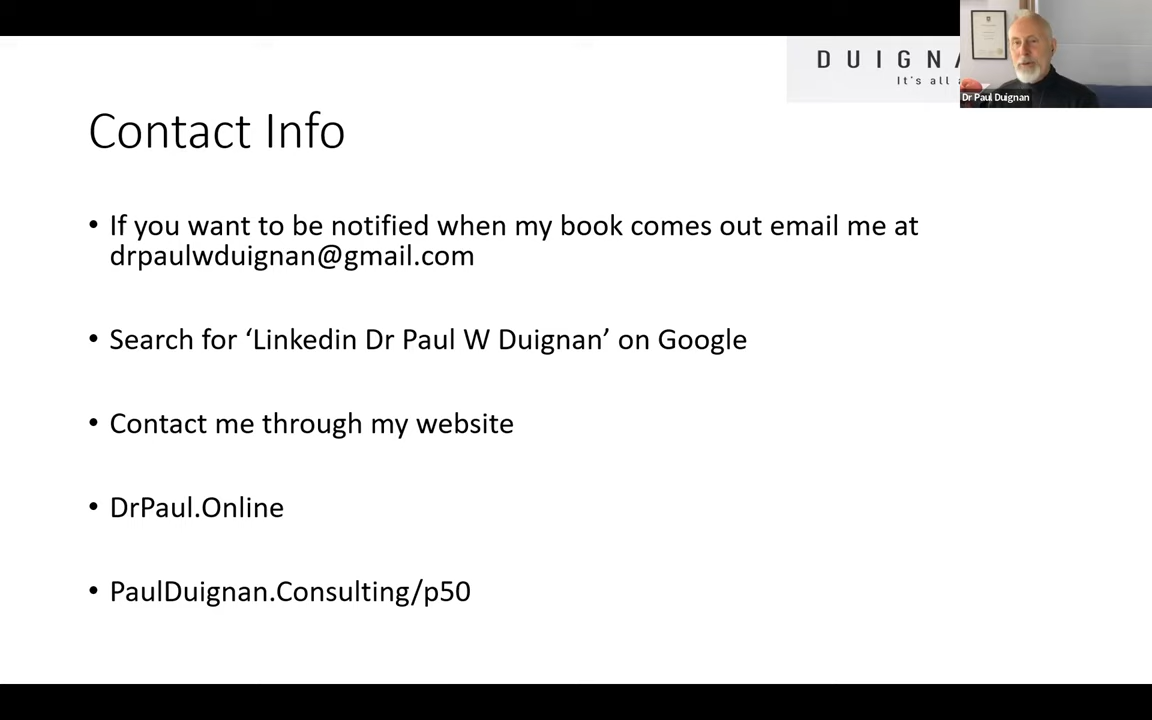 DUIGN
It's all
Dr Paul Duignan
Contact Info
• If you want to be notified when my book comes out email me at
drpaulwduignan@gmail.com
• Search for ‘Linkedin Dr Paul W Duignan’ on Google
• Contact me through my website
• DrPaul.Online
• PaulDuignan.Consulting/p50